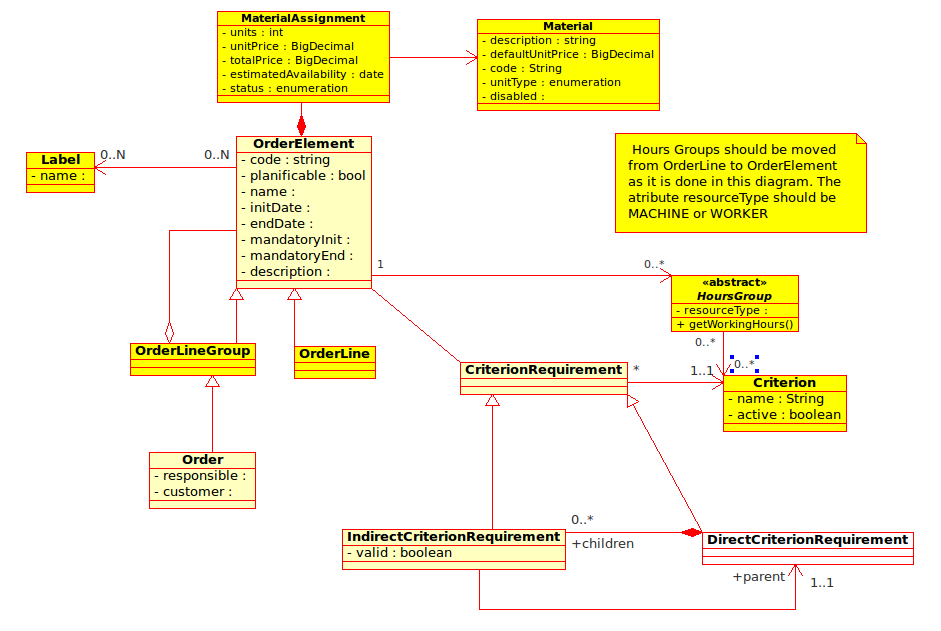 MaterialAssignment
- units : int
- unitPrice : BigDecimal
- totalPrice : BigDecimal
- estimatedAvailability : date
- status : enumeration
Material
- description : string
- defaultUnitPrice : BigDecimal
- code : String
- unitType : enumeration
- disabled :
Label
- name :
0..N
0..N
OrderElement
- code : string
- planificable : bool
- name :
- initDate :
- endDate :
- mandatoryInit :
- mandatoryEnd :
- description :
Hours Groups should be moved
from OrderLine to OrderElement
as it is done in this diagram. The
atribute resourceType should be
MACHINE or WORKER
1
0..*
«abstract»
HoursGroup
- resourceType :
+ getWorkingHours()
0..*
0..*
OrderLineGroup
OrderLine
CriterionRequirement
*
1..1
Criterion
- name : String
- active : boolean
Order
- responsible :
- customer :
IndirectCriterionRequirement
- valid : boolean
0..*
+children
DirectCriterionRequirement
+parent
1..1